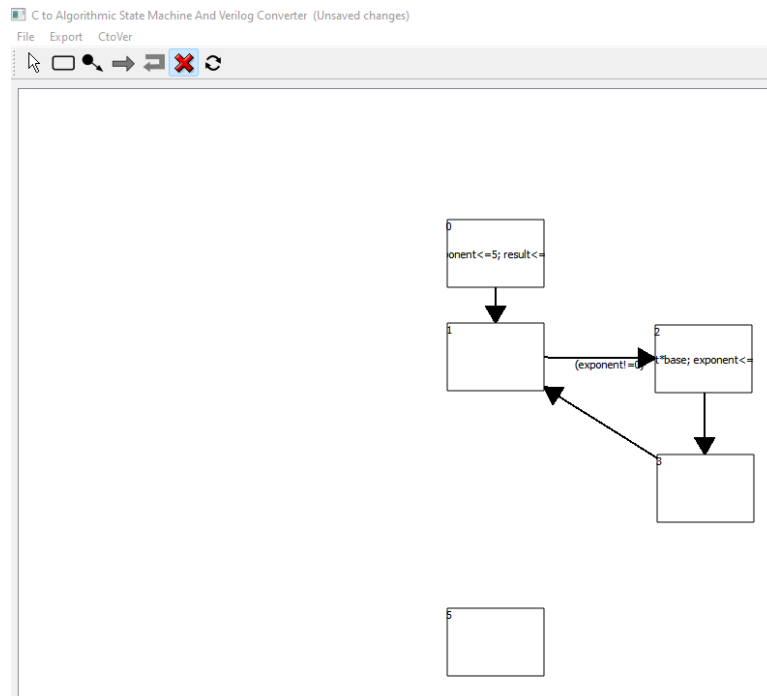 C to Algorithmic State Machine And Verilog Converter (Unsaved changes)
File Export CtoVer
0
onent<=5; result<=
1
(exponent!=0)
2
t*base; exponent<=
3
5